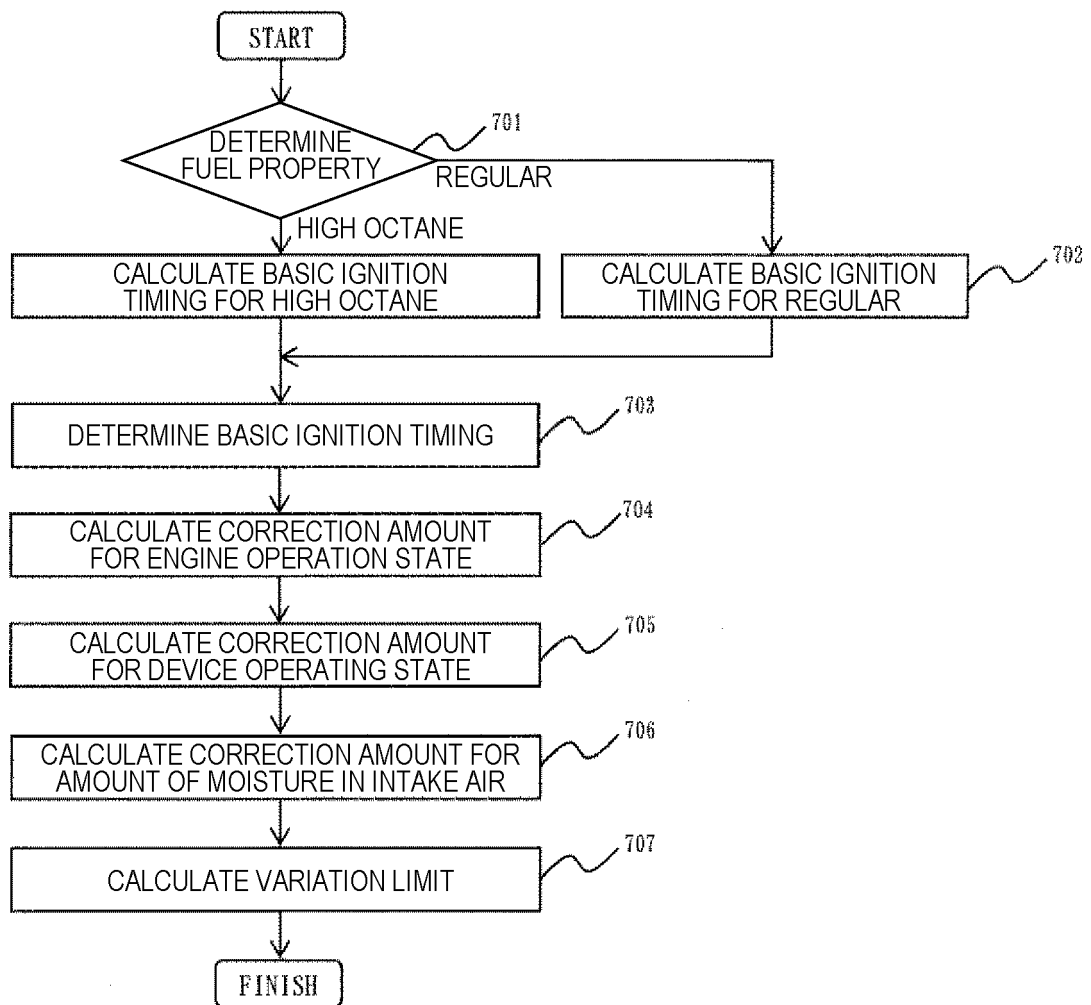 START
DETERMINE
FUEL PROPERTY
701
REGULAR
HIGH OCTANE
CALCULATE BASIC IGNITION
TIMING FOR HIGH OCTANE
CALCULATE BASIC IGNITION
TIMING FOR REGULAR
702
DETERMINE BASIC IGNITION TIMING
703
CALCULATE CORRECTION AMOUNT
FOR ENGINE OPERATION STATE
704
CALCULATE CORRECTION AMOUNT
FOR DEVICE OPERATING STATE
705
CALCULATE CORRECTION AMOUNT FOR
AMOUNT OF MOISTURE IN INTAKE AIR
706
CALCULATE VARIATION LIMIT
707
FINISH